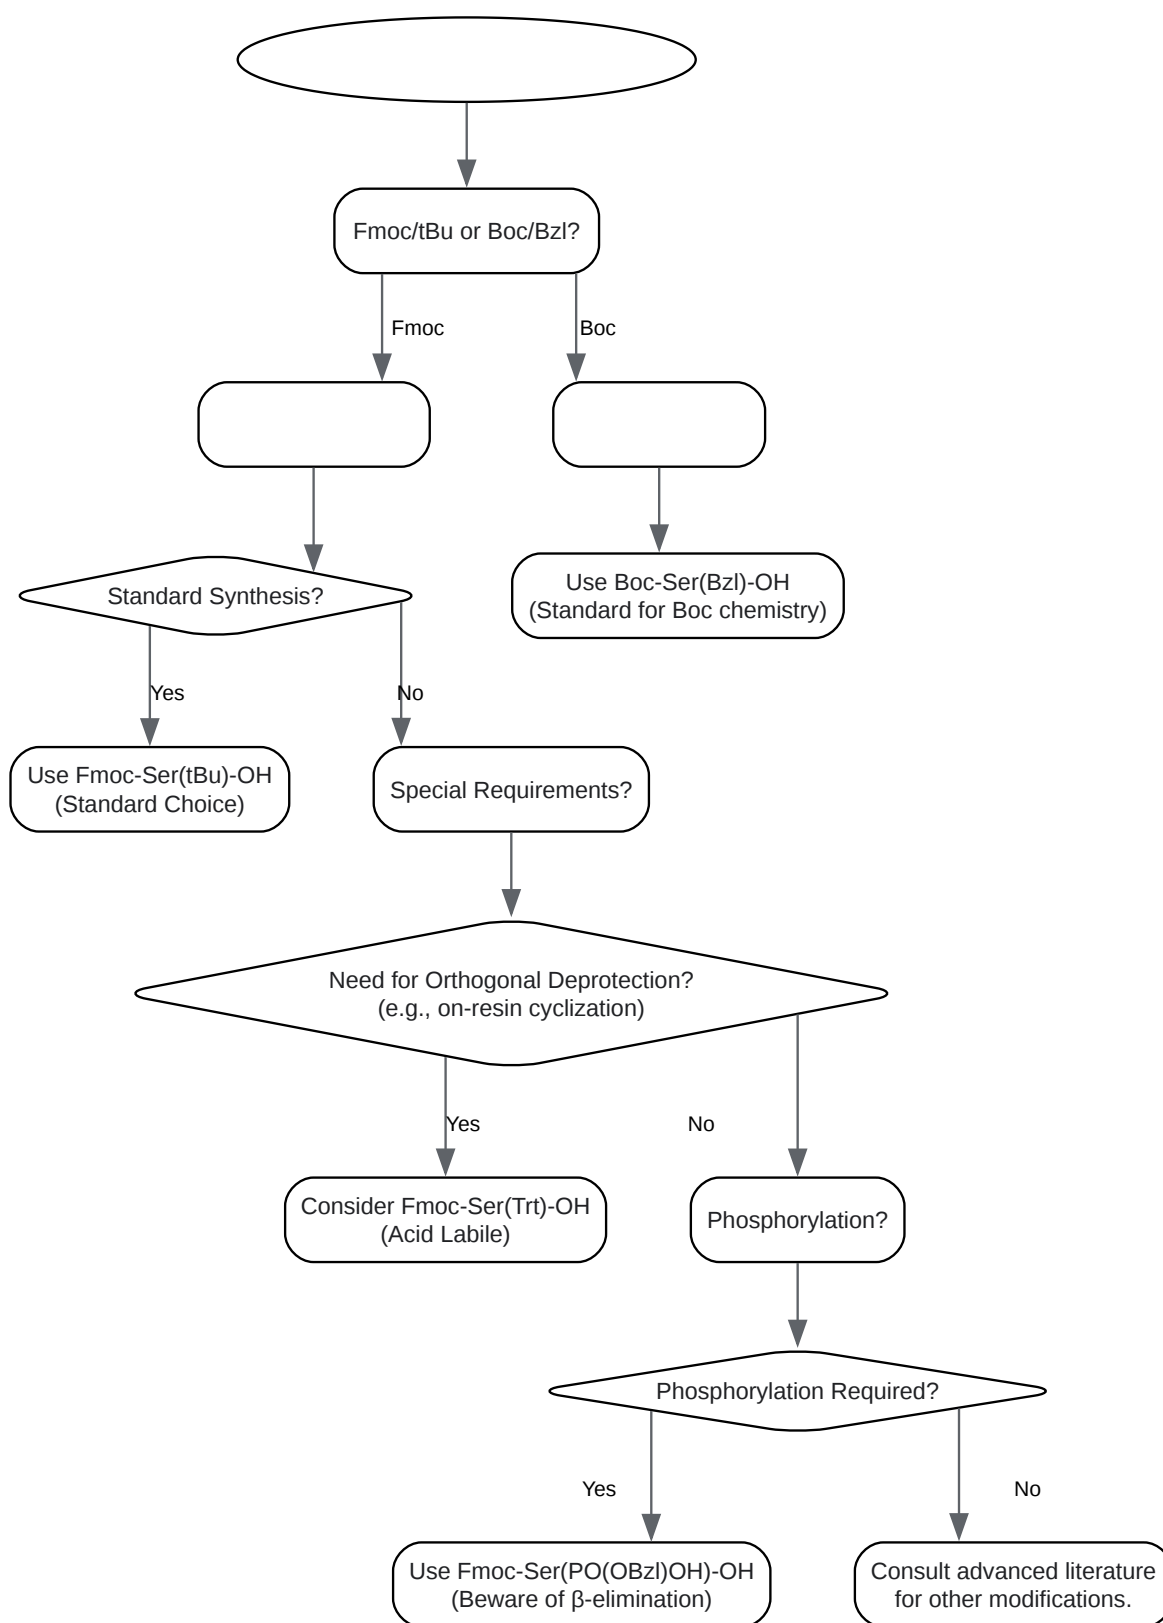 Fmoc/tBu or Boc/Bzl?
Fmoc
Boc
Use Boc-Ser(Bzl)-OH
(Standard for Boc chemistry)
Standard Synthesis?
Yes
No
Use Fmoc-Ser(tBu)-OH
(Standard Choice)
Special Requirements?
Need for Orthogonal Deprotection?
(e.g., on-resin cyclization)
Yes
No
Consider Fmoc-Ser(Trt)-OH
(Acid Labile)
Phosphorylation?
Phosphorylation Required?
Yes
No
Use Fmoc-Ser(PO(OBzl)OH)-OH
(Beware of β-elimination)
Consult advanced literature
for other modifications.